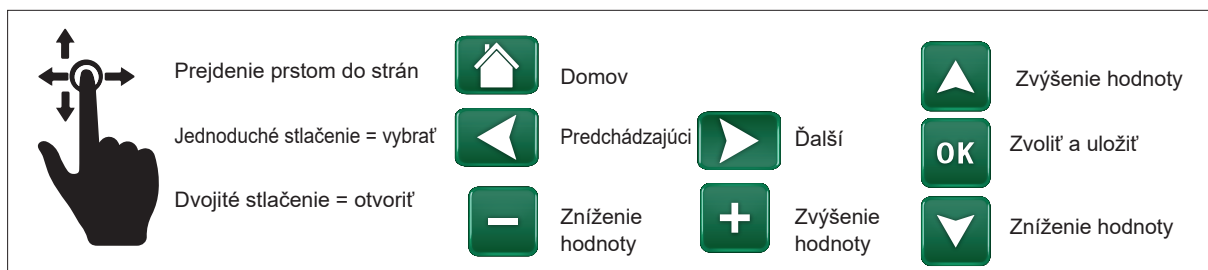 Prejdenie prstom do strán
Jednoduché stlačenie = vybrať
Dvojité stlačenie = otvoriť
Domov
Predchádzajúci
Ďalší
Zníženie
hodnoty
Zvýšenie
hodnoty
Zvýšenie hodnoty
OK
Zvoliť a uložiť
Zníženie hodnoty